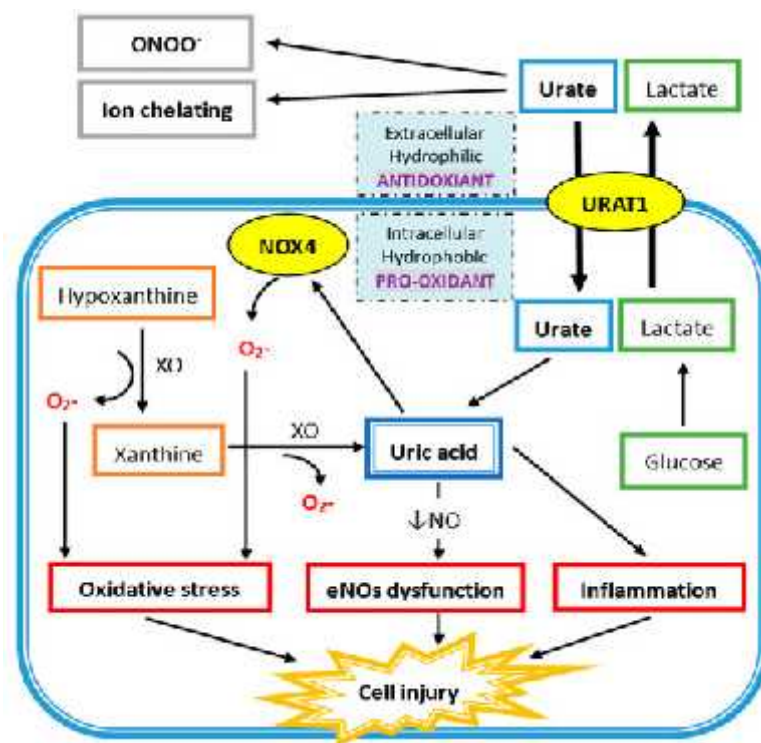 ONOO⁻
Urate
Lactate
Ion chelating
Extracellular
Hydrophilic
ANTIDOXIANT
URAT1
NOX4
Intracellular
Hydrophobic
PRO-OXIDANT
Hypoxanthine
Urate
Lactate
O₂•
XO
O₂•
Xanthine
XO
Uric acid
Glucose
O₂•
↓NO
Oxidative stress
eNOs dysfunction
Inflammation
Cell injury